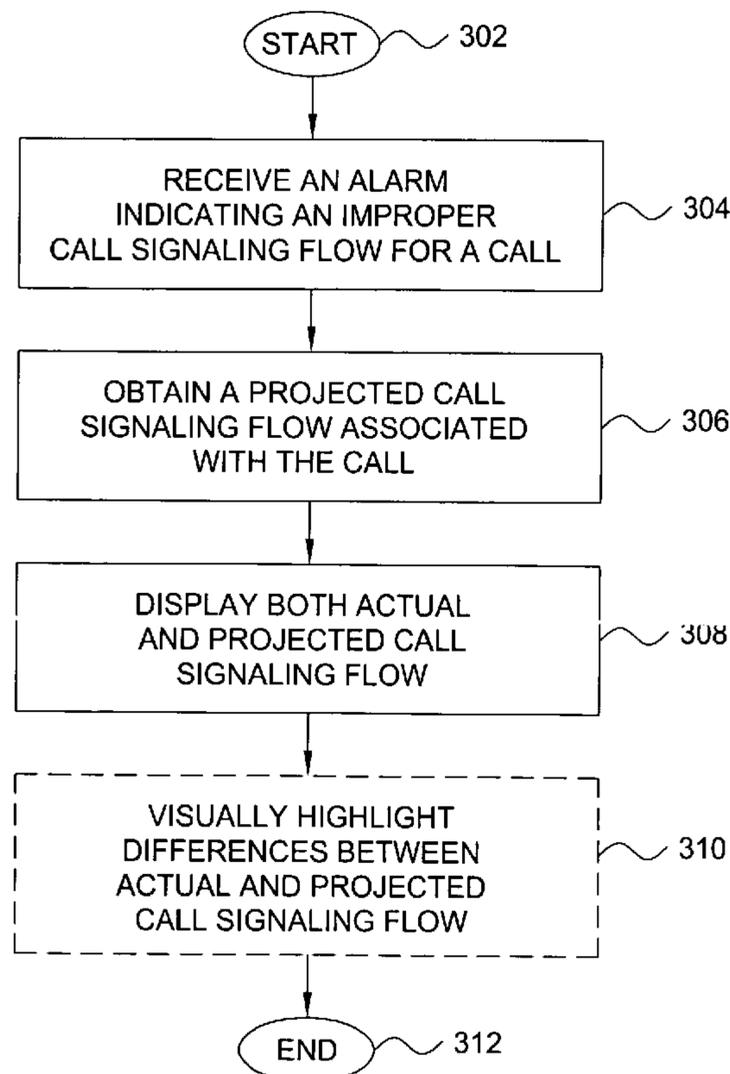 START
302
RECEIVE AN ALARM
INDICATING AN IMPROPER
CALL SIGNALING FLOW FOR A CALL
304
OBTAIN A PROJECTED CALL
SIGNALING FLOW ASSOCIATED
WITH THE CALL
306
DISPLAY BOTH ACTUAL
AND PROJECTED CALL
SIGNALING FLOW
308
VISUALLY HIGHLIGHT
DIFFERENCES BETWEEN
ACTUAL AND PROJECTED
CALL SIGNALING FLOW
310
END
312